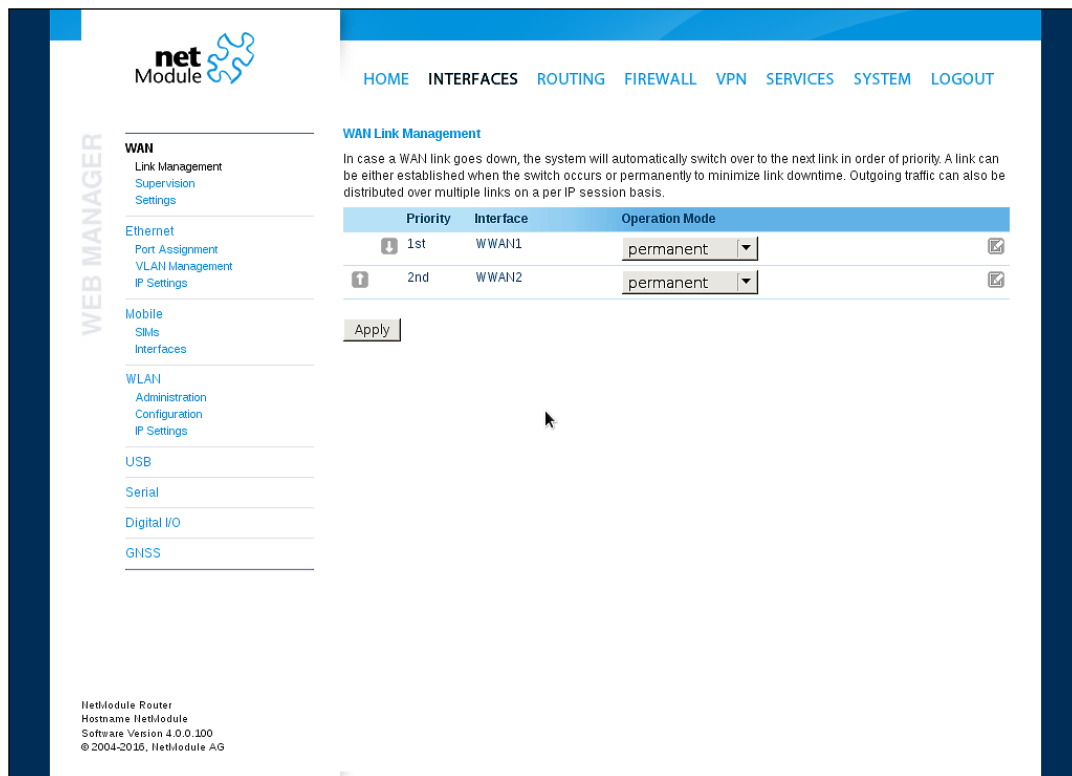 net
Module
HOME INTERFACES ROUTING FIREWALL VPN SERVICES SYSTEM LOGOUT
WEB MANAGER
WAN
Link Management
Supervision
Settings
Ethernet
Port Assignment
VLAN Management
IP Settings
Mobile
SIMs
Interfaces
WLAN
Administration
Configuration
IP Settings
USB
Serial
Digital I/O
GNSS
WAN Link Management
In case a WAN link goes down, the system will automatically switch over to the next link in order of priority. A link can
be either established when the switch occurs or permanently to minimize link downtime. Outgoing traffic can also be
distributed over multiple links on a per IP session basis.
Priority Interface Operation Mode
1st WWAN1 permanent
2nd WWAN2 permanent
Apply
NetModule Router
Hostname NetModule
Software Version 4.0.0.100
© 2004-2016, NetModule AG